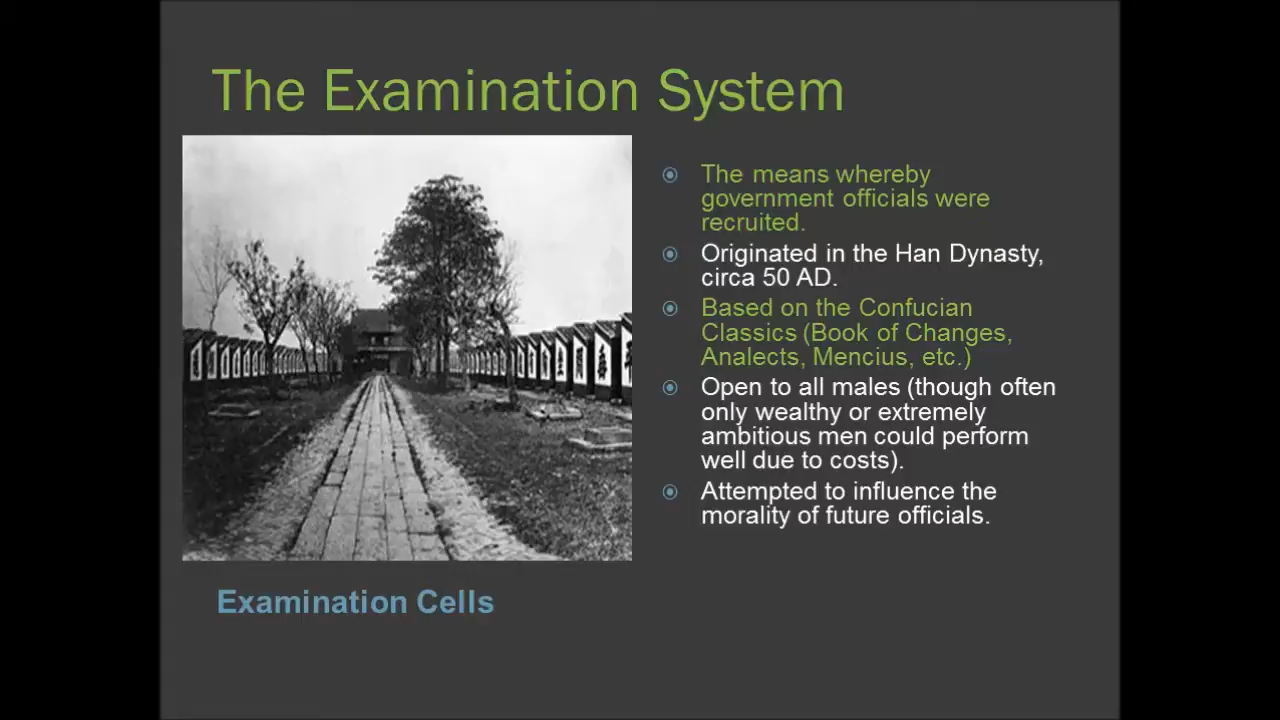 The Examination System
The means whereby
government officials were
recruited.
Originated in the Han Dynasty,
circa 50 AD.
Based on the Confucian
Classics (Book of Changes,
Analects, Mencius, etc.)
Open to all males (though often
only wealthy or extremely
ambitious men could perform
well due to costs).
Attempted to influence the
morality of future officials.
Examination Cells